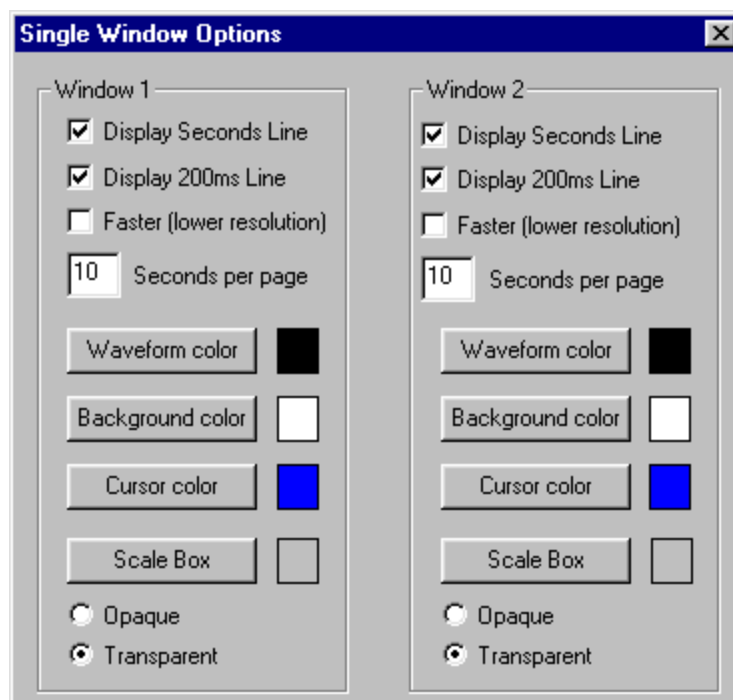 Single Window Options
Window 1
Display Seconds Line
Display 200ms Line
Faster (lower resolution)
10 Seconds per page
Waveform color
Background color
Cursor color
Scale Box
Opaque
Transparent
Window 2
Display Seconds Line
Display 200ms Line
Faster (lower resolution)
10 Seconds per page
Waveform color
Background color
Cursor color
Scale Box
Opaque
Transparent